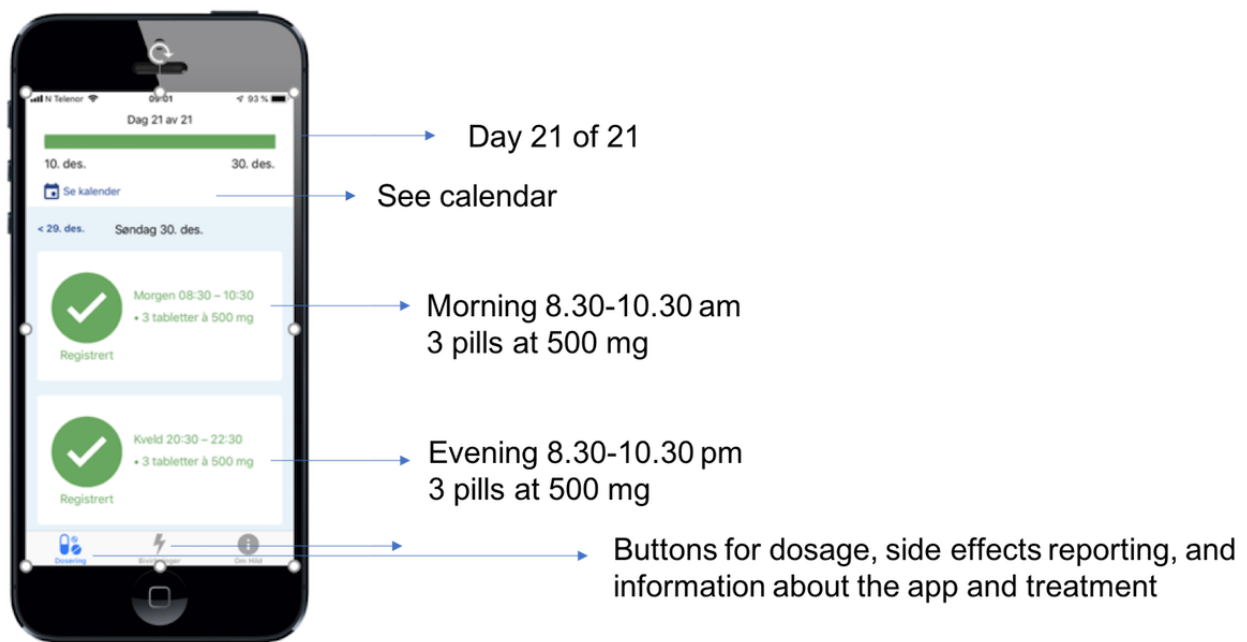 N Telenor 09:01 93 %
Dag 21 av 21
10. des. 30. des.
Se kalender
< 29. des. Søndag 30. des.
Morgen 08:30 – 10:30
• 3 tabletter à 500 mg
Registrert
Kveld 20:30 – 22:30
• 3 tabletter à 500 mg
Registrert
Dosering Bivirkninger Om Hild
Day 21 of 21
See calendar
Morning 8.30-10.30 am
3 pills at 500 mg
Evening 8.30-10.30 pm
3 pills at 500 mg
Buttons for dosage, side effects reporting, and
information about the app and treatment